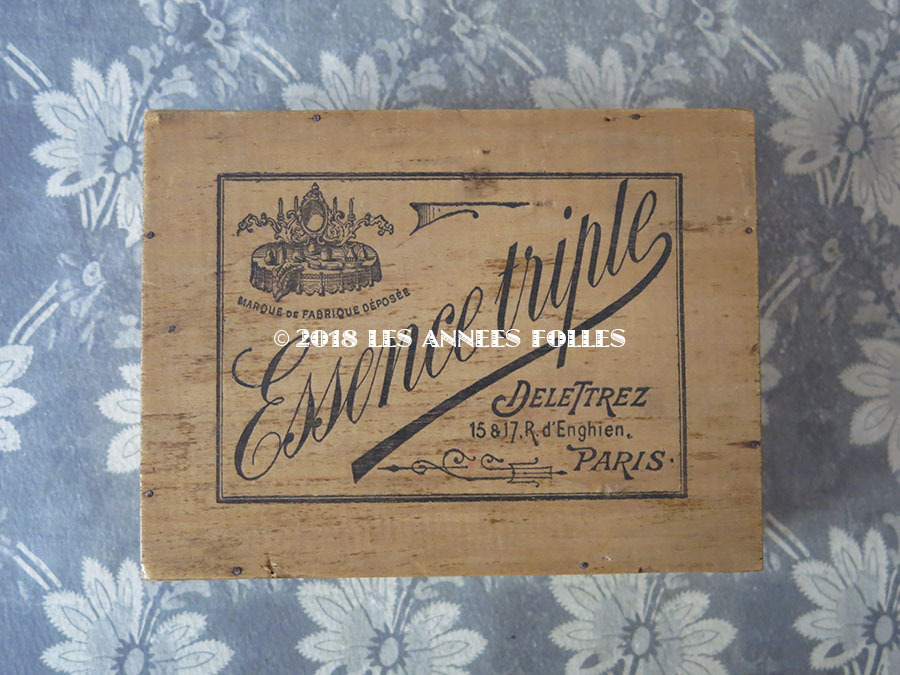 MARQUE DE FABRIQUE DÉPOSÉE
Essence triple
© 2018 LES ANNEES FOLLES
DELETTREZ
15 & 17, R. d'Enghien,
PARIS.